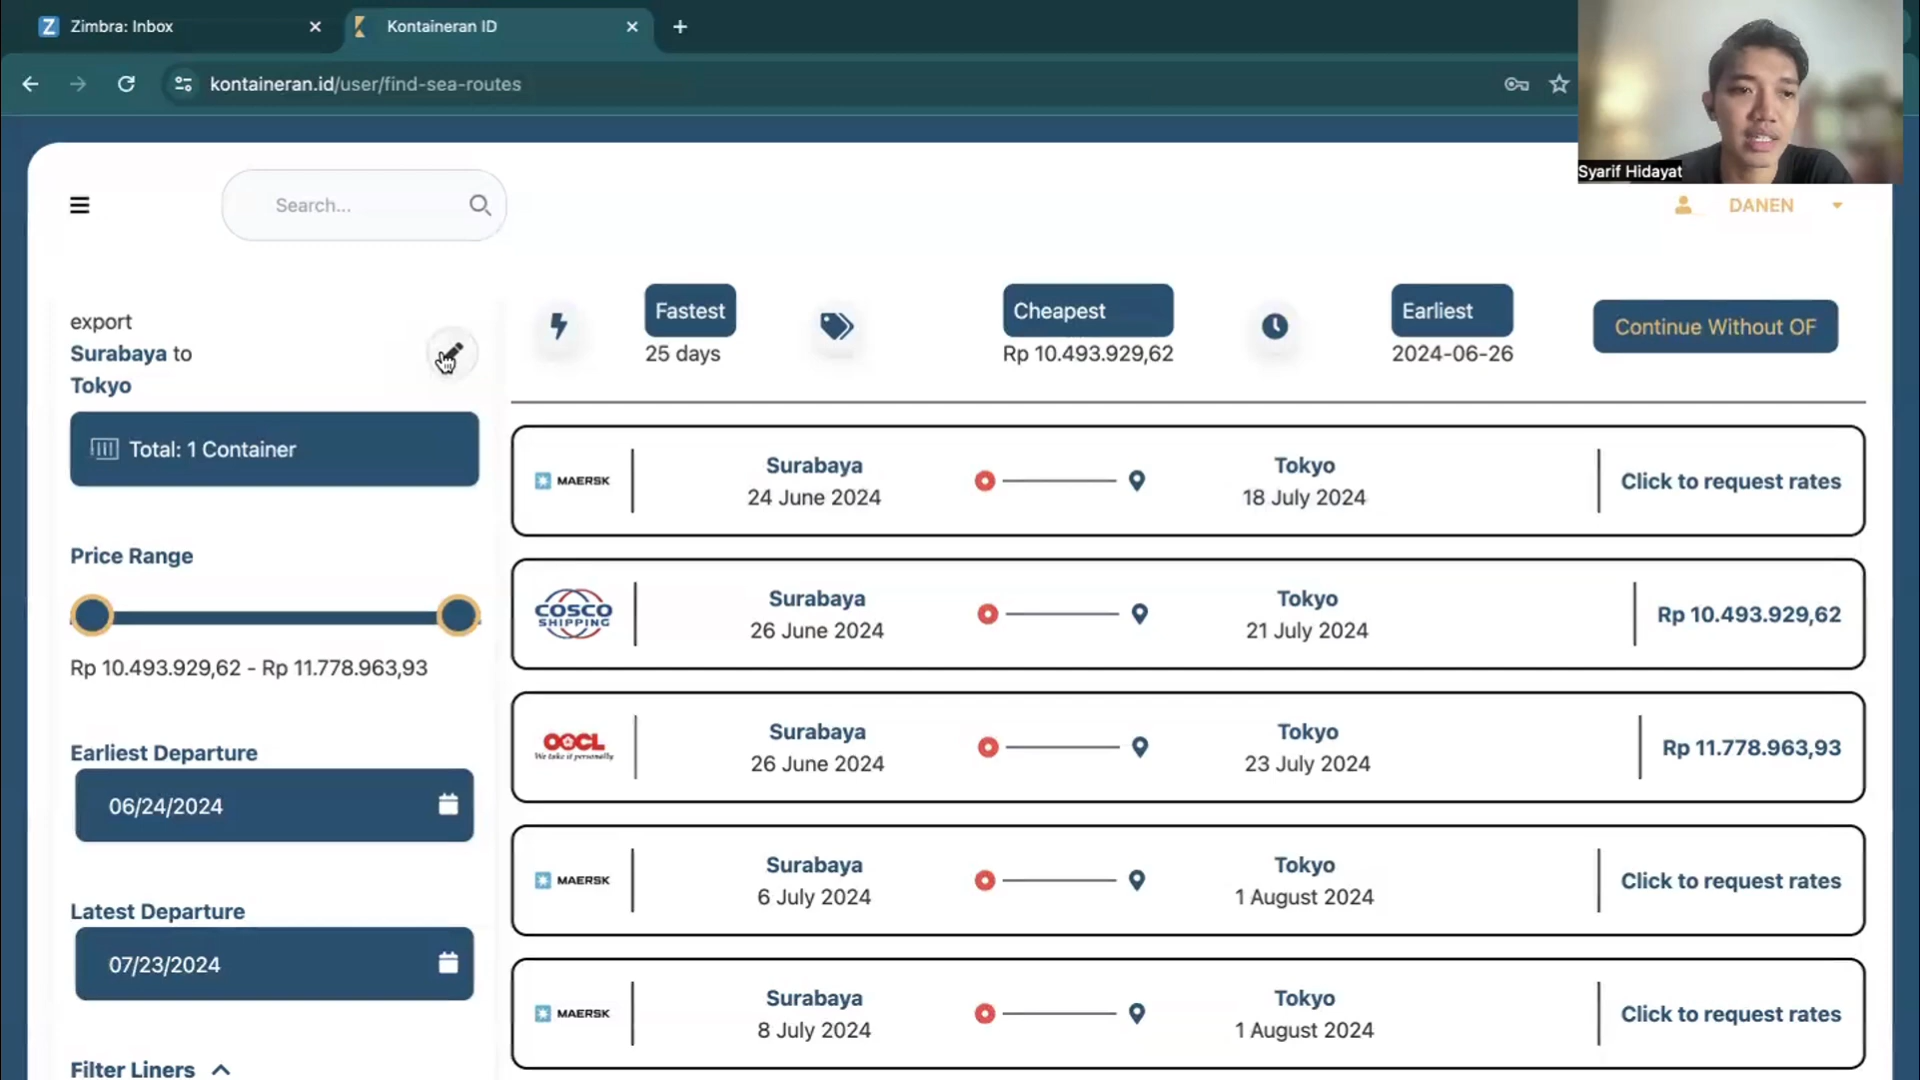 Zimbra: Inbox
Kontaineran ID
kontaineran.id/user/find-sea-routes
Syarif Hidayat
Search...
DANEN
export
Surabaya to
Tokyo
Total: 1 Container
Price Range
Rp 10.493.929,62 - Rp 11.778.963,93
Earliest Departure
06/24/2024
Latest Departure
07/23/2024
Filter Liners
Fastest
25 days
Cheapest
Rp 10.493.929,62
Earliest
2024-06-26
Continue Without OF
MAERSK
Surabaya
24 June 2024
Tokyo
18 July 2024
Click to request rates
COSCO
SHIPPING
Surabaya
26 June 2024
Tokyo
21 July 2024
Rp 10.493.929,62
OOCL
We take it personally
Surabaya
26 June 2024
Tokyo
23 July 2024
Rp 11.778.963,93
MAERSK
Surabaya
6 July 2024
Tokyo
1 August 2024
Click to request rates
MAERSK
Surabaya
8 July 2024
Tokyo
1 August 2024
Click to request rates